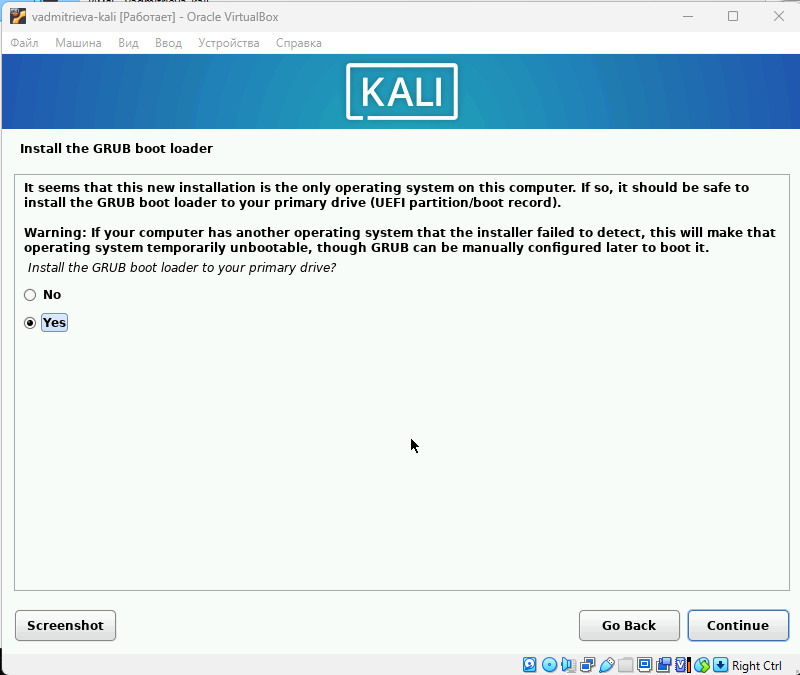 vadmitrieva-kali [Работает] - Oracle VirtualBox
Файл Машина Вид Ввод Устройства Справка
KALI
Install the GRUB boot loader
It seems that this new installation is the only operating system on this computer. If so, it should be safe to
install the GRUB boot loader to your primary drive (UEFI partition/boot record).
Warning: If your computer has another operating system that the installer failed to detect, this will make that
operating system temporarily unbootable, though GRUB can be manually configured later to boot it.
Install the GRUB boot loader to your primary drive?
No
Yes
Screenshot Go Back Continue
Right Ctrl